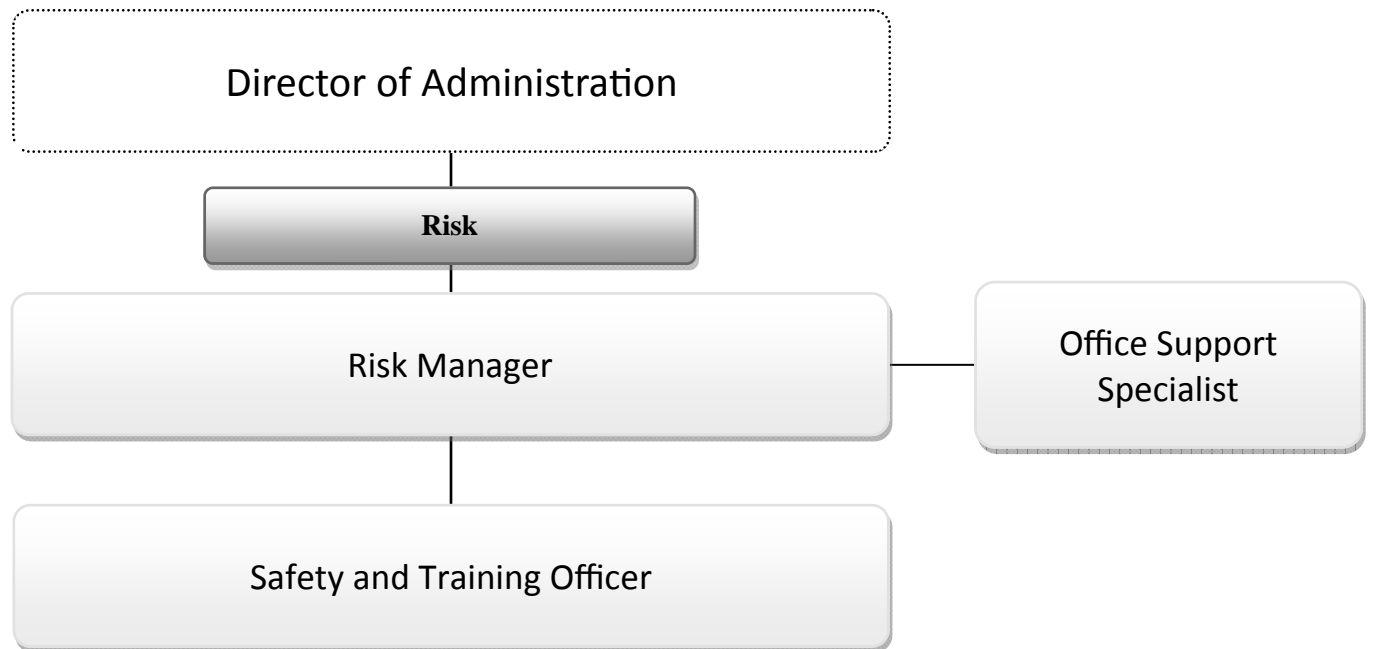 Director of Administration
Risk
Risk Manager
Office Support
Specialist
Safety and Training Officer